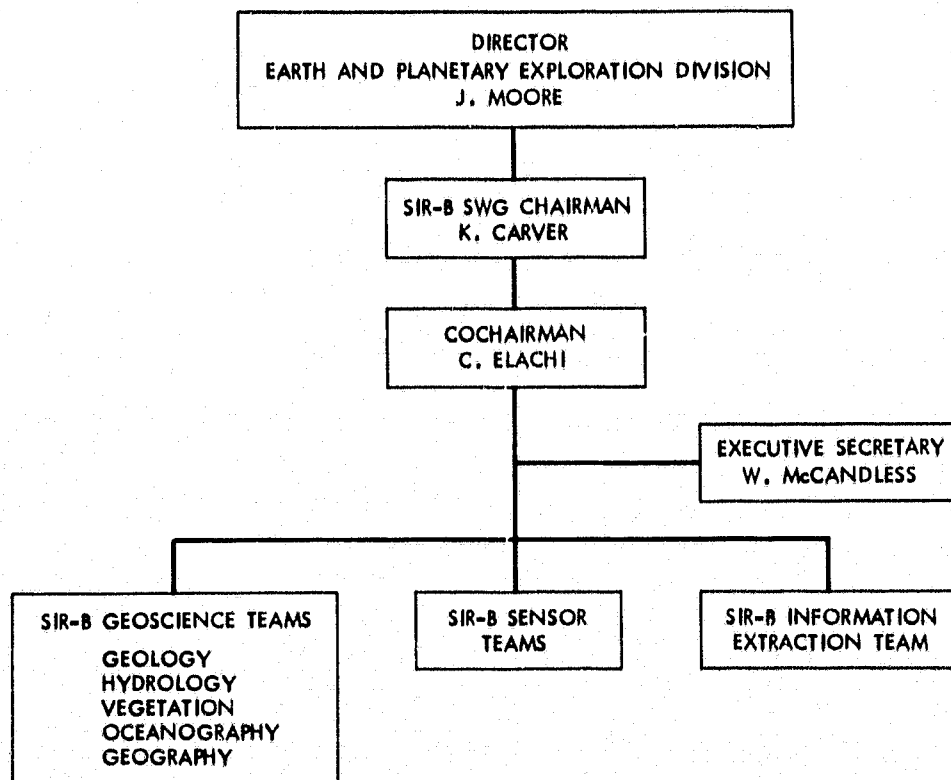 DIRECTOR
EARTH AND PLANETARY EXPLORATION DIVISION
J. MOORE
SIR-B SWG CHAIRMAN
K. CARVER
COCHAIRMAN
C. ELACHI
EXECUTIVE SECRETARY
W. McCANDLESS
SIR-B GEOSCIENCE TEAMS
GEOLOGY
HYDROLOGY
VEGETATION
OCEANOGRAPHY
GEOGRAPHY
SIR-B SENSOR
TEAMS
SIR-B INFORMATION
EXTRACTION TEAM